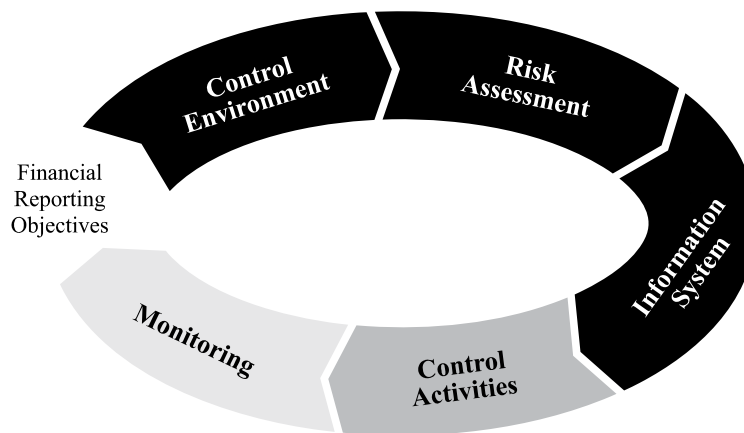 Control
Environment
Risk
Assessment
Financial
Reporting
Objectives
Information
System
Monitoring
Control
Activities